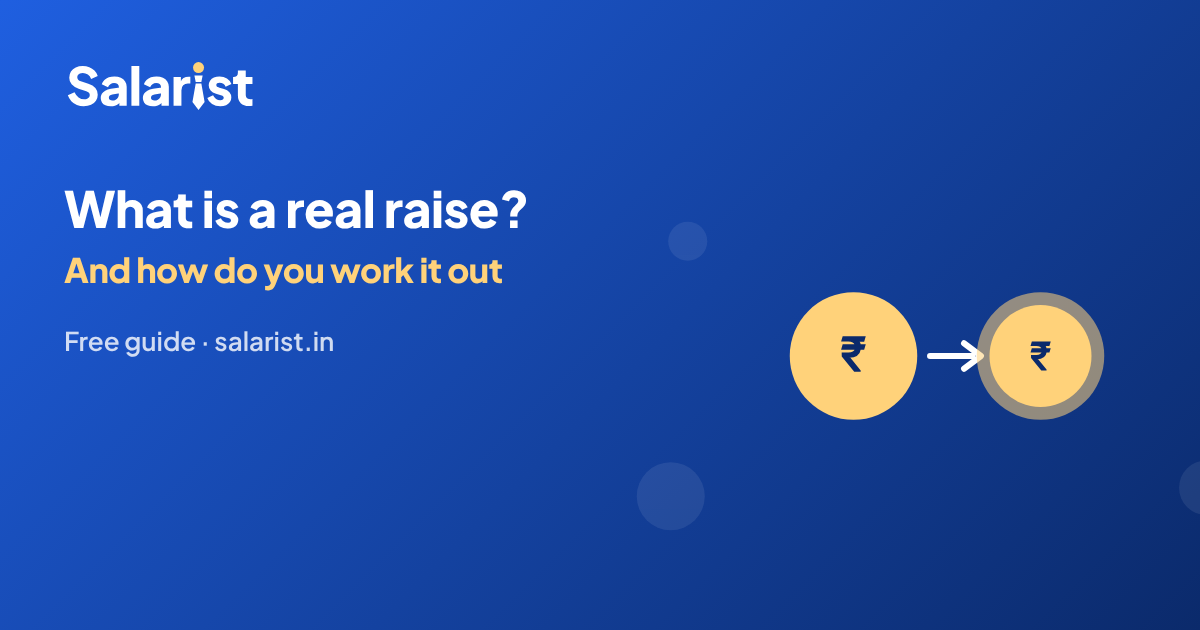 Salarist
What is a real raise?
And how do you work it out
Free guide · salarist.in
₹
₹